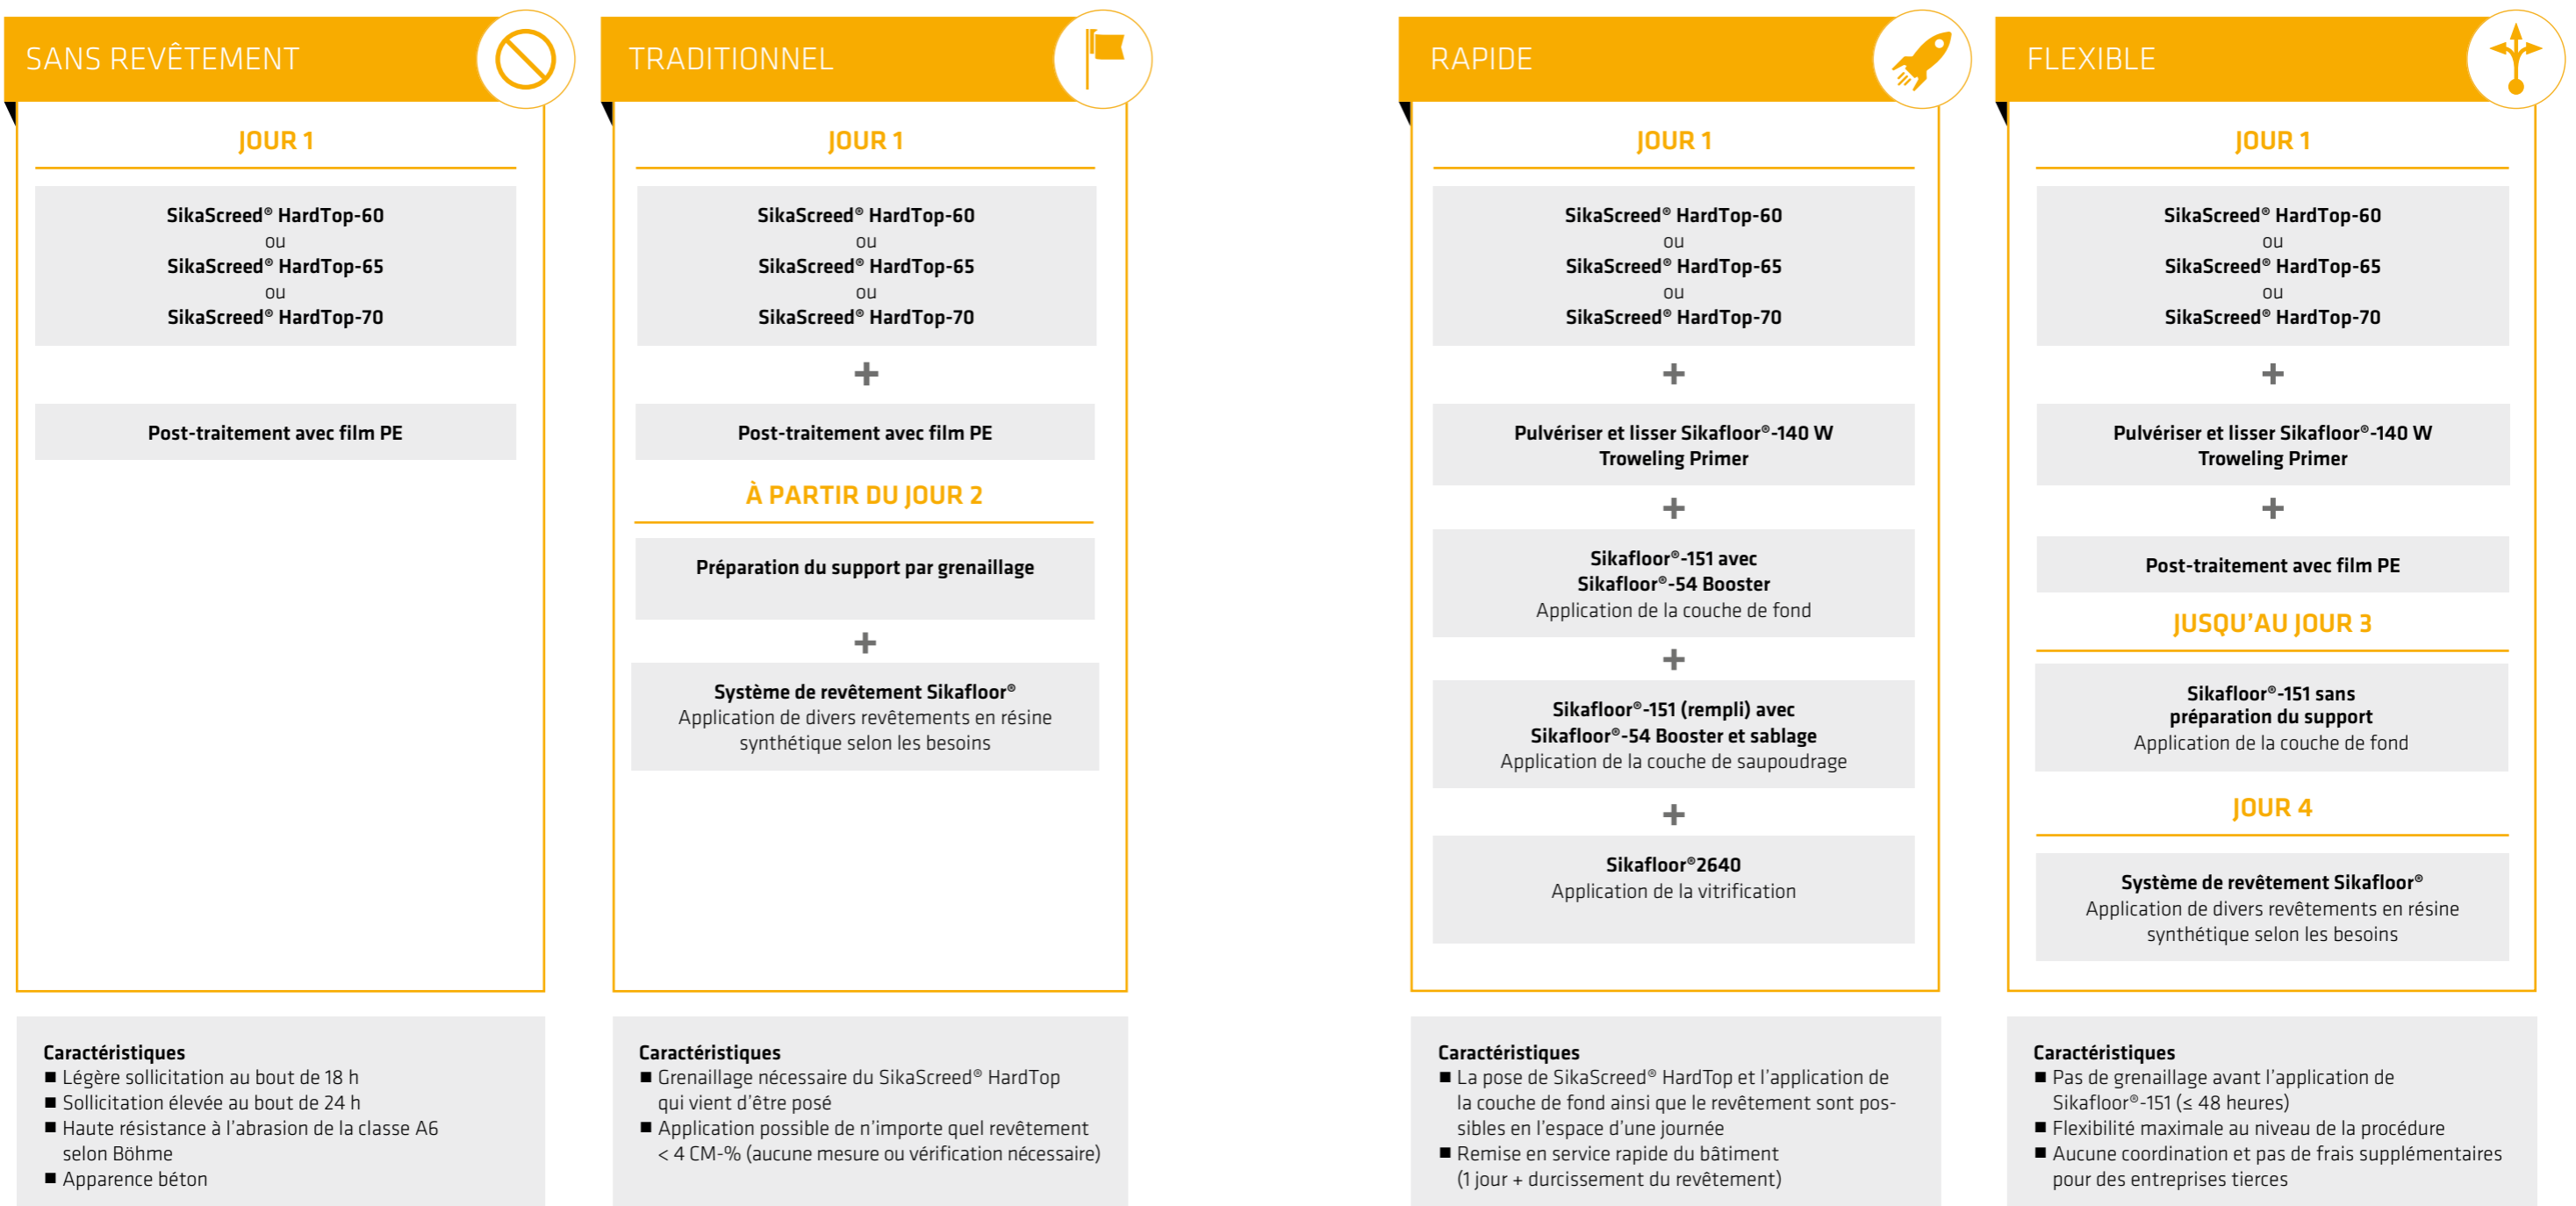 SANS REVÊTEMENT
JOUR 1
SikaScreed® HardTop-60
ou
SikaScreed® HardTop-65
ou
SikaScreed® HardTop-70
Post-traitement avec film PE
Caractéristiques
■ Légère sollicitation au bout de 18 h
■ Sollicitation élevée au bout de 24 h
■ Haute résistance à l'abrasion de la classe A6
selon Böhme
■ Apparence béton
TRADITIONNEL
JOUR 1
SikaScreed® HardTop-60
ou
SikaScreed® HardTop-65
ou
SikaScreed® HardTop-70
+
Post-traitement avec film PE
À PARTIR DU JOUR 2
Préparation du support par grenaillage
+
Système de revêtement Sikafloor®
Application de divers revêtements en résine
synthétique selon les besoins
Caractéristiques
■ Grenaillage nécessaire du SikaScreed® HardTop
qui vient d'être posé
■ Application possible de n'importe quel revêtement
< 4 CM-% (aucune mesure ou vérification nécessaire)
RAPIDE
JOUR 1
SikaScreed® HardTop-60
ou
SikaScreed® HardTop-65
ou
SikaScreed® HardTop-70
+
Pulvériser et lisser Sikafloor®-140 W
Troweling Primer
+
Sikafloor®-151 avec
Sikafloor®-54 Booster
Application de la couche de fond
+
Sikafloor®-151 (rempli) avec
Sikafloor®-54 Booster et sablage
Application de la couche de saupoudrage
+
Sikafloor®2640
Application de la vitrification
Caractéristiques
■ La pose de SikaScreed® HardTop et l'application de
la couche de fond ainsi que le revêtement sont pos-
sibles en l'espace d'une journée
■ Remise en service rapide du bâtiment
(1 jour + durcissement du revêtement)
FLEXIBLE
JOUR 1
SikaScreed® HardTop-60
ou
SikaScreed® HardTop-65
ou
SikaScreed® HardTop-70
+
Pulvériser et lisser Sikafloor®-140 W
Troweling Primer
+
Post-traitement avec film PE
JUSQU'AU JOUR 3
Sikafloor®-151 sans
préparation du support
Application de la couche de fond
JOUR 4
Système de revêtement Sikafloor®
Application de divers revêtements en résine
synthétique selon les besoins
Caractéristiques
■ Pas de grenaillage avant l'application de
Sikafloor®-151 (≤ 48 heures)
■ Flexibilité maximale au niveau de la procédure
■ Aucune coordination et pas de frais supplémentaires
pour des entreprises tierces